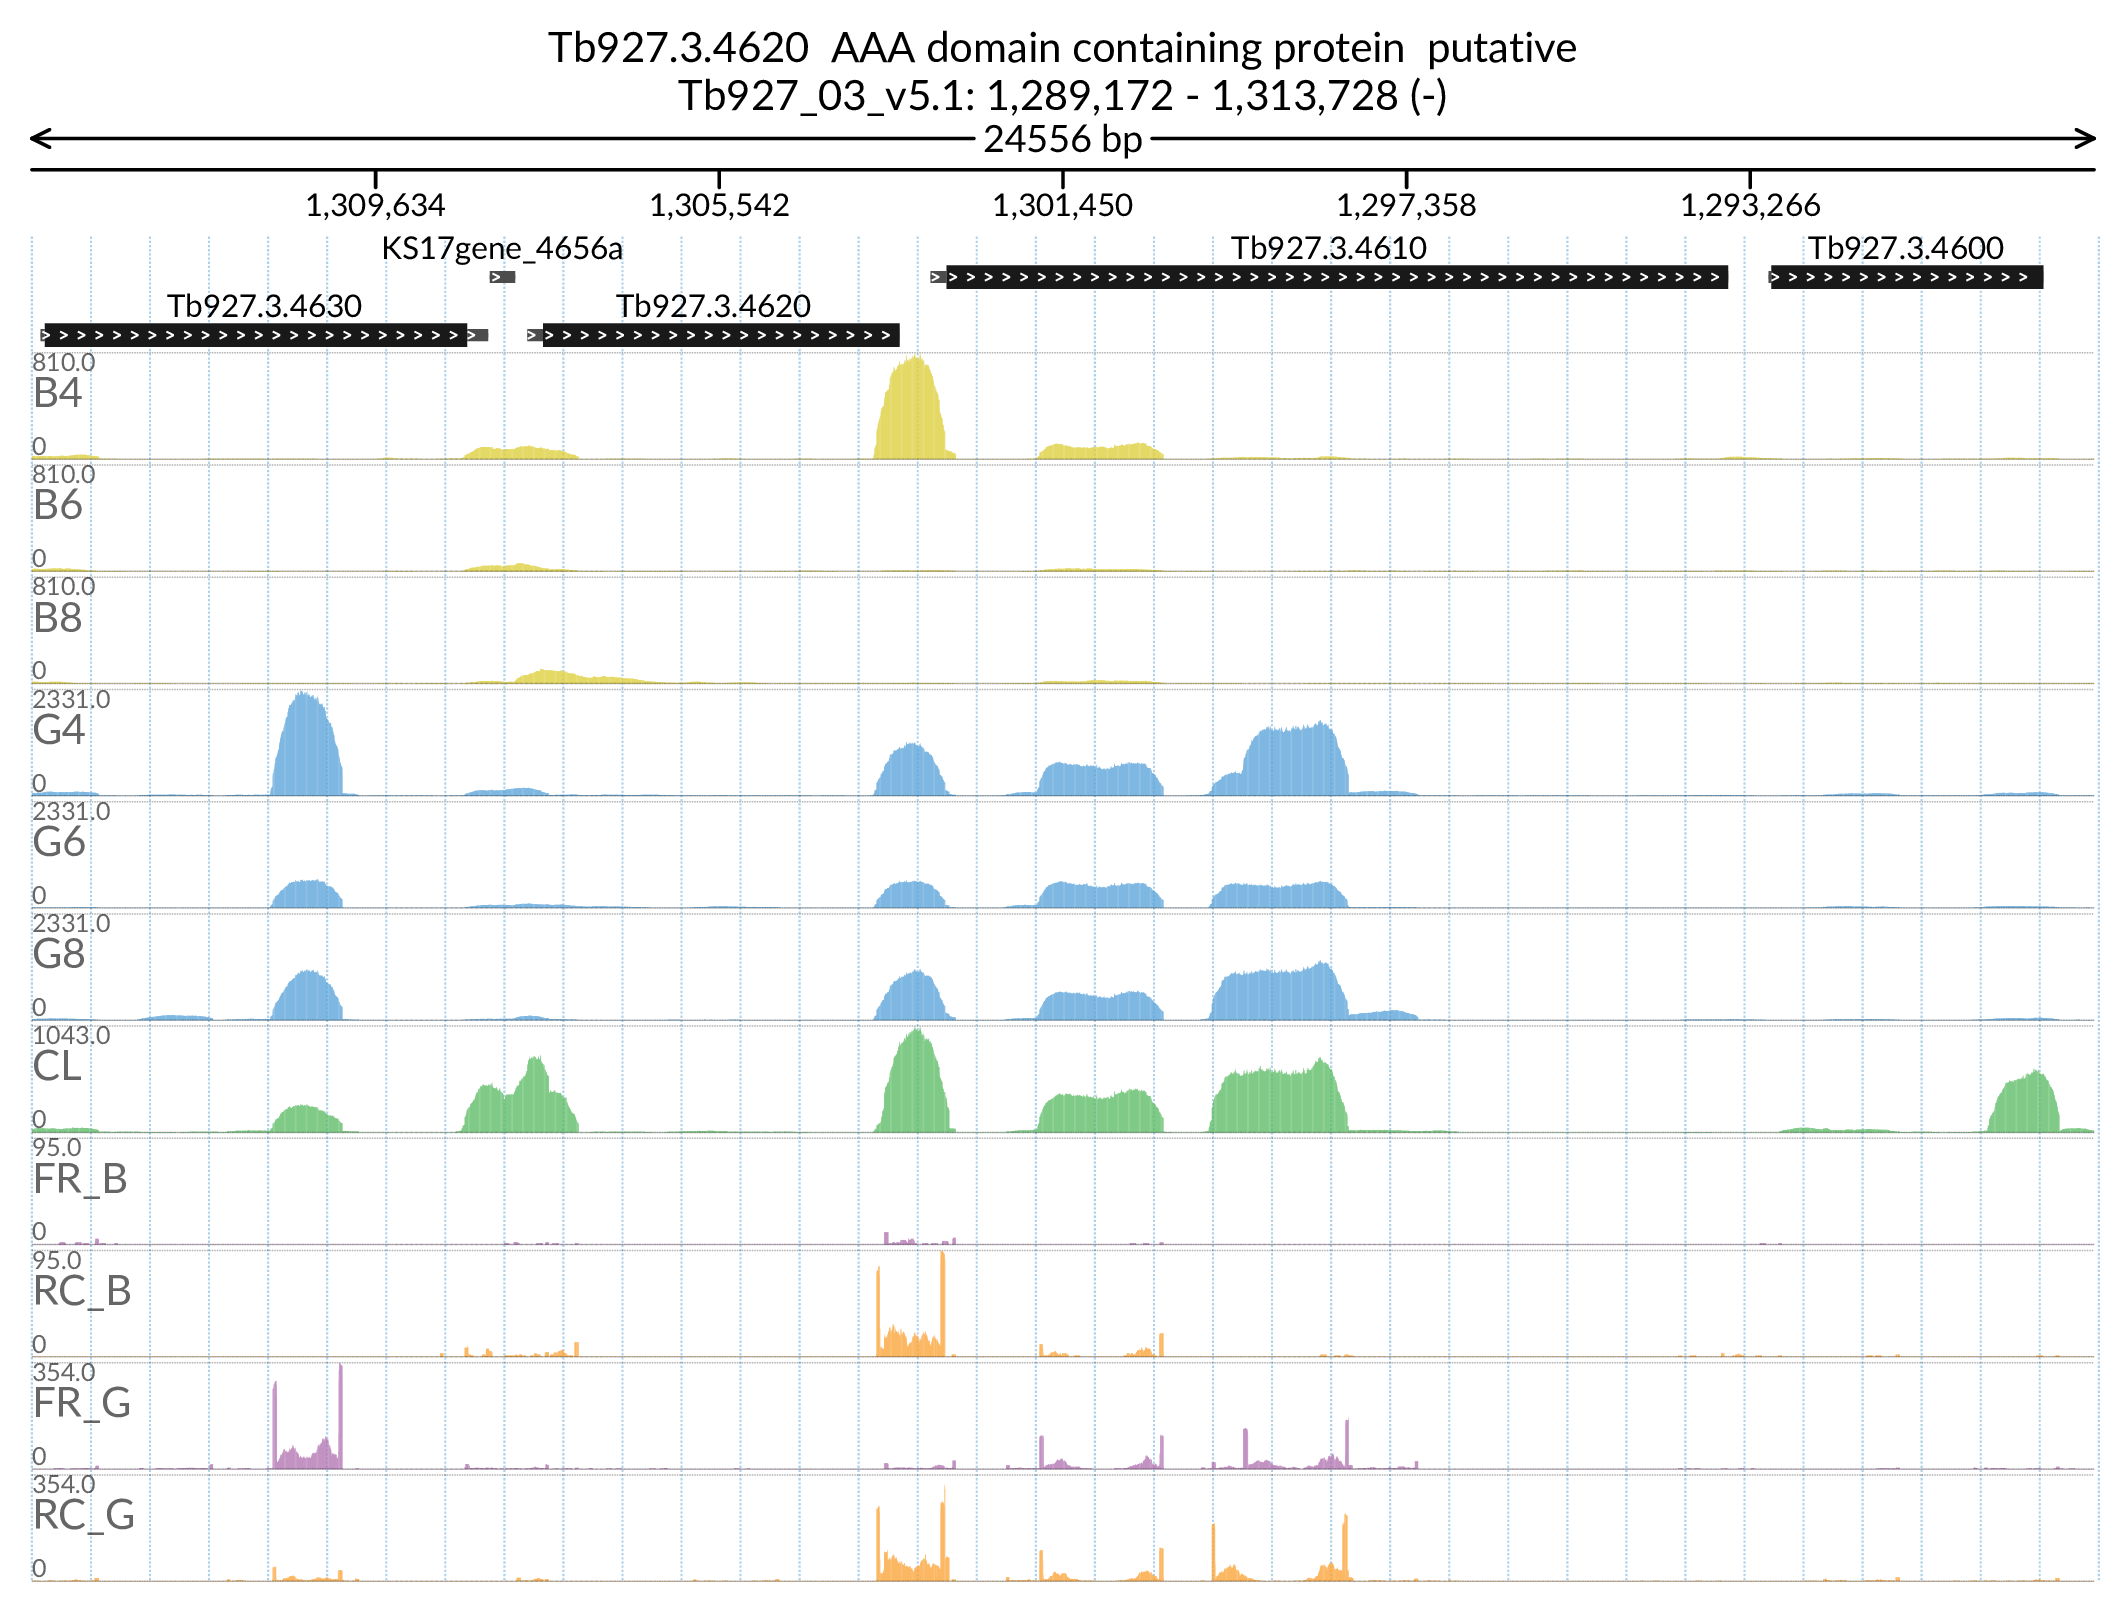 Tb927.3.4620  AAA domain containing protein  putative
Tb927_03_v5.1: 1,289,172 - 1,313,728 (-)
24556 bp
1,309,634 1,305,542 1,301,450 1,297,358 1,293,266
KS17gene_4656a Tb927.3.4610 Tb927.3.4600
Tb927.3.4630 Tb927.3.4620
810.0
B4
0
810.0
B6
0
810.0
B8
0
2331.0
G4
0
2331.0
G6
0
2331.0
G8
0
1043.0
CL
0
95.0
FR_B
0
95.0
RC_B
0
354.0
FR_G
0
354.0
RC_G
0